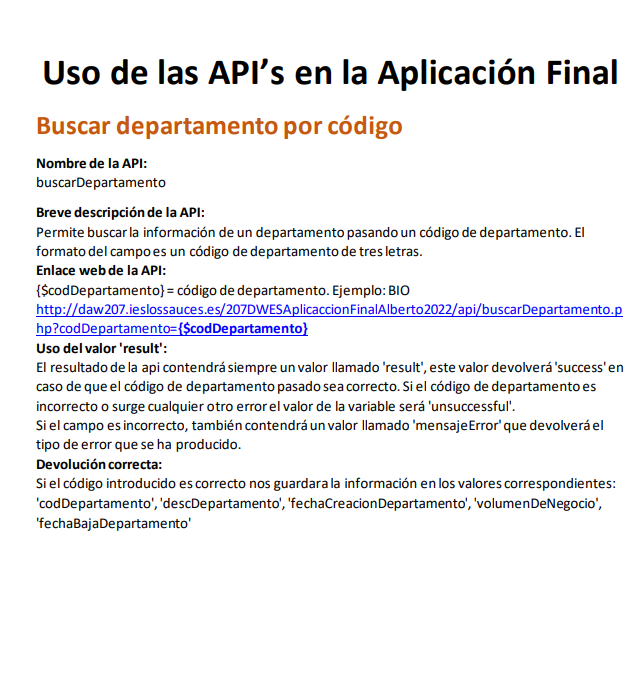 Uso de las API’s en la Aplicación Final
Buscar departamento por código
Nombre de la API:
buscarDepartamento
Breve descripción de la API:
Permite buscar la información de un departamento pasando un código de departamento. El
formato del campo es un código de departamento de tres letras.
Enlace web de la API:
{$codDepartamento} = código de departamento. Ejemplo: BIO
http://daw207.ieslossauces.es/207DWESAplicaccionFinalAlberto2022/api/buscarDepartamento.p
hp?codDepartamento={$codDepartamento}
Uso del valor 'result':
El resultado de la api contendrá siempre un valor llamado 'result', este valor devolverá 'success' en
caso de que el código de departamento pasado sea correcto. Si el código de departamento es
incorrecto o surge cualquier otro error el valor de la variable será 'unsuccessful'.
Si el campo es incorrecto, también contendrá un valor llamado 'mensajeError' que devolverá el
tipo de error que se ha producido.
Devolución correcta:
Si el código introducido es correcto nos guardara la información en los valores correspondientes:
'codDepartamento', 'descDepartamento', 'fechaCreacionDepartamento', 'volumenDeNegocio',
'fechaBajaDepartamento'